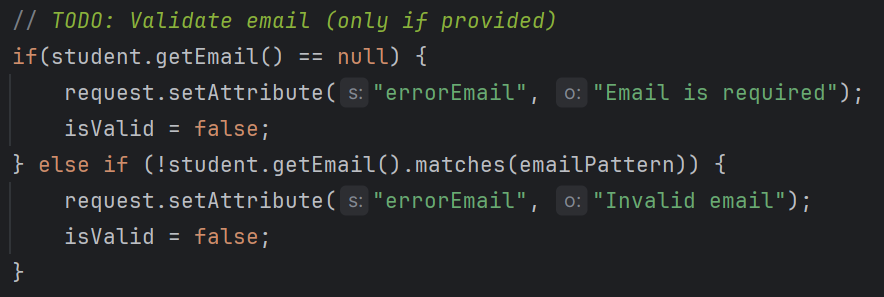 // TODO: Validate email (only if provided)
if(student.getEmail() == null) {
    request.setAttribute( s: "errorEmail", o: "Email is required");
    isValid = false;
} else if (!student.getEmail().matches(emailPattern)) {
    request.setAttribute( s: "errorEmail", o: "Invalid email");
    isValid = false;
}